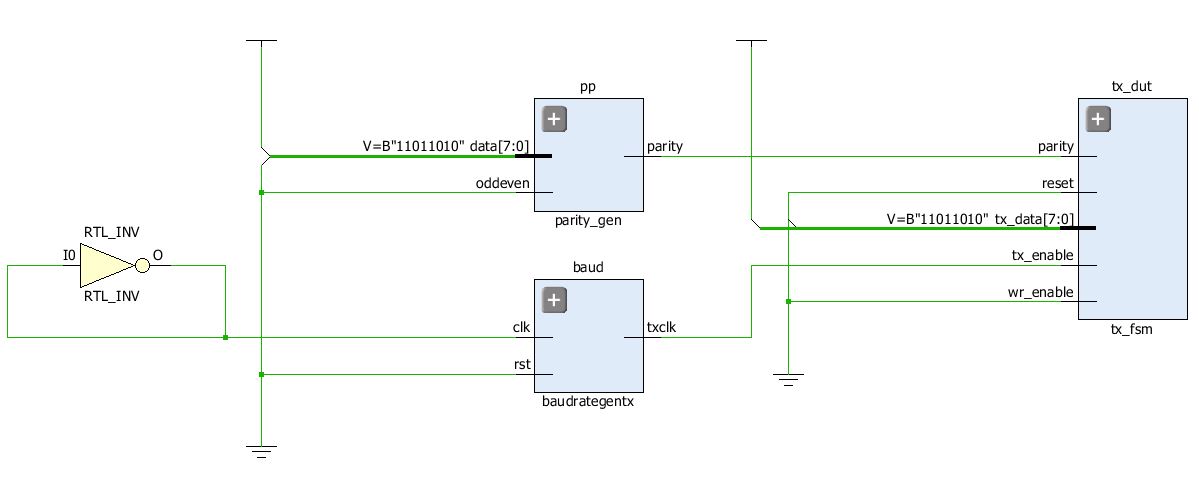 pp
tx_dut
V=B"11011010" data[7:0]
parity
parity
oddeven
reset
parity_gen
V=B"11011010" tx_data[7:0]
RTL_INV
I0
O
RTL_INV
baud
tx_enable
wr_enable
clk
txclk
tx_fsm
rst
baudrategentx